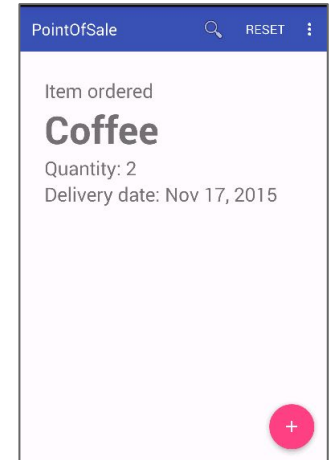 PointOfSale RESET
Item ordered
Coffee
Quantity: 2
Delivery date: Nov 17, 2015
+